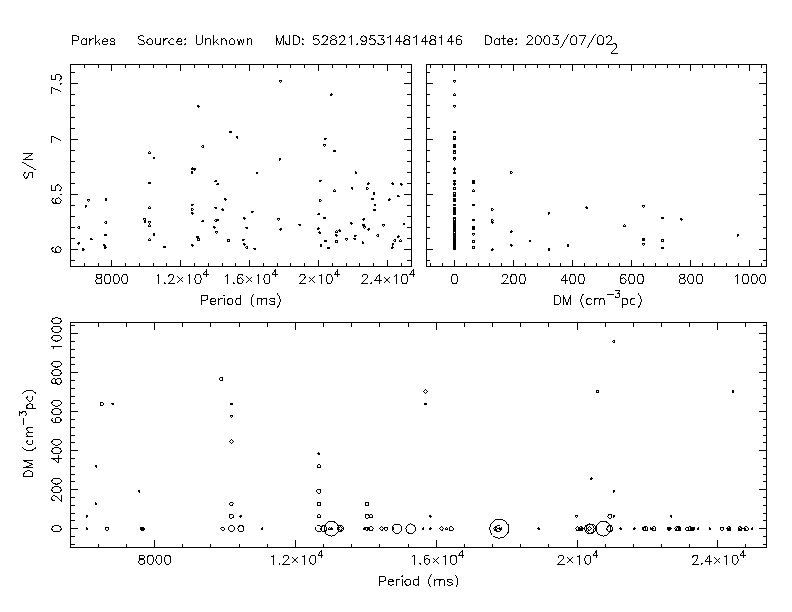 Parkes Source: Unknown MJD: 52821.953148148146 Date: 2003/07/02
2
7.5
7
6.5
6
S/N
8000 1.2×10⁴ 1.6×10⁴ 2×10⁴ 2.4×10⁴
Period (ms)
0 200 400 600 800 1000
DM (cm⁻³pc)
1000
800
600
400
200
0
DM (cm⁻³pc)
8000 1.2×10⁴ 1.6×10⁴ 2×10⁴ 2.4×10⁴
Period (ms)